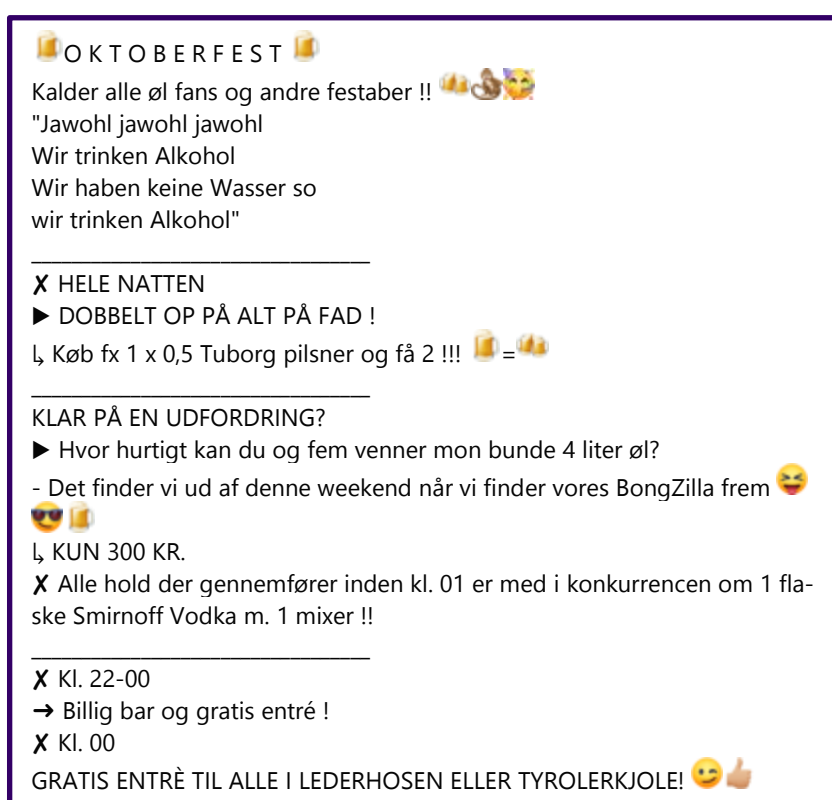 🍺O K T O B E R F E S T 🍺
Kalder alle øl fans og andre festaber !! 🍻🐒🥳
"Jawohl jawohl jawohl
Wir trinken Alkohol
Wir haben keine Wasser so
wir trinken Alkohol"
__________________________________
✗ HELE NATTEN
▶ DOBBELT OP PÅ ALT PÅ FAD !
↳ Køb fx 1 x 0,5 Tuborg pilsner og få 2 !!! 🍺=🍻
__________________________________
KLAR PÅ EN UDFORDRING?
▶ Hvor hurtigt kan du og fem venner mon bunde 4 liter øl?
- Det finder vi ud af denne weekend når vi finder vores BongZilla frem 😝
😎🍺
↳ KUN 300 KR.
✗ Alle hold der gennemfører inden kl. 01 er med i konkurrencen om 1 fla-
ske Smirnoff Vodka m. 1 mixer !!
__________________________________
✗ Kl. 22-00
➜ Billig bar og gratis entré !
✗ Kl. 00
GRATIS ENTRÈ TIL ALLE I LEDERHOSEN ELLER TYROLERKJOLE! 😉👍🏼